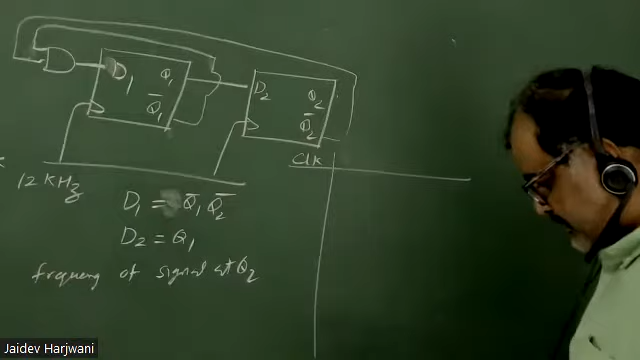 D1 Q1
Q̅1
D2 Q2
Q̅2
12 KHz
CLK
D1 = Q̅1 Q̅2
D2 = Q1
frequency of signal at Q2
Jaidev Harjwani